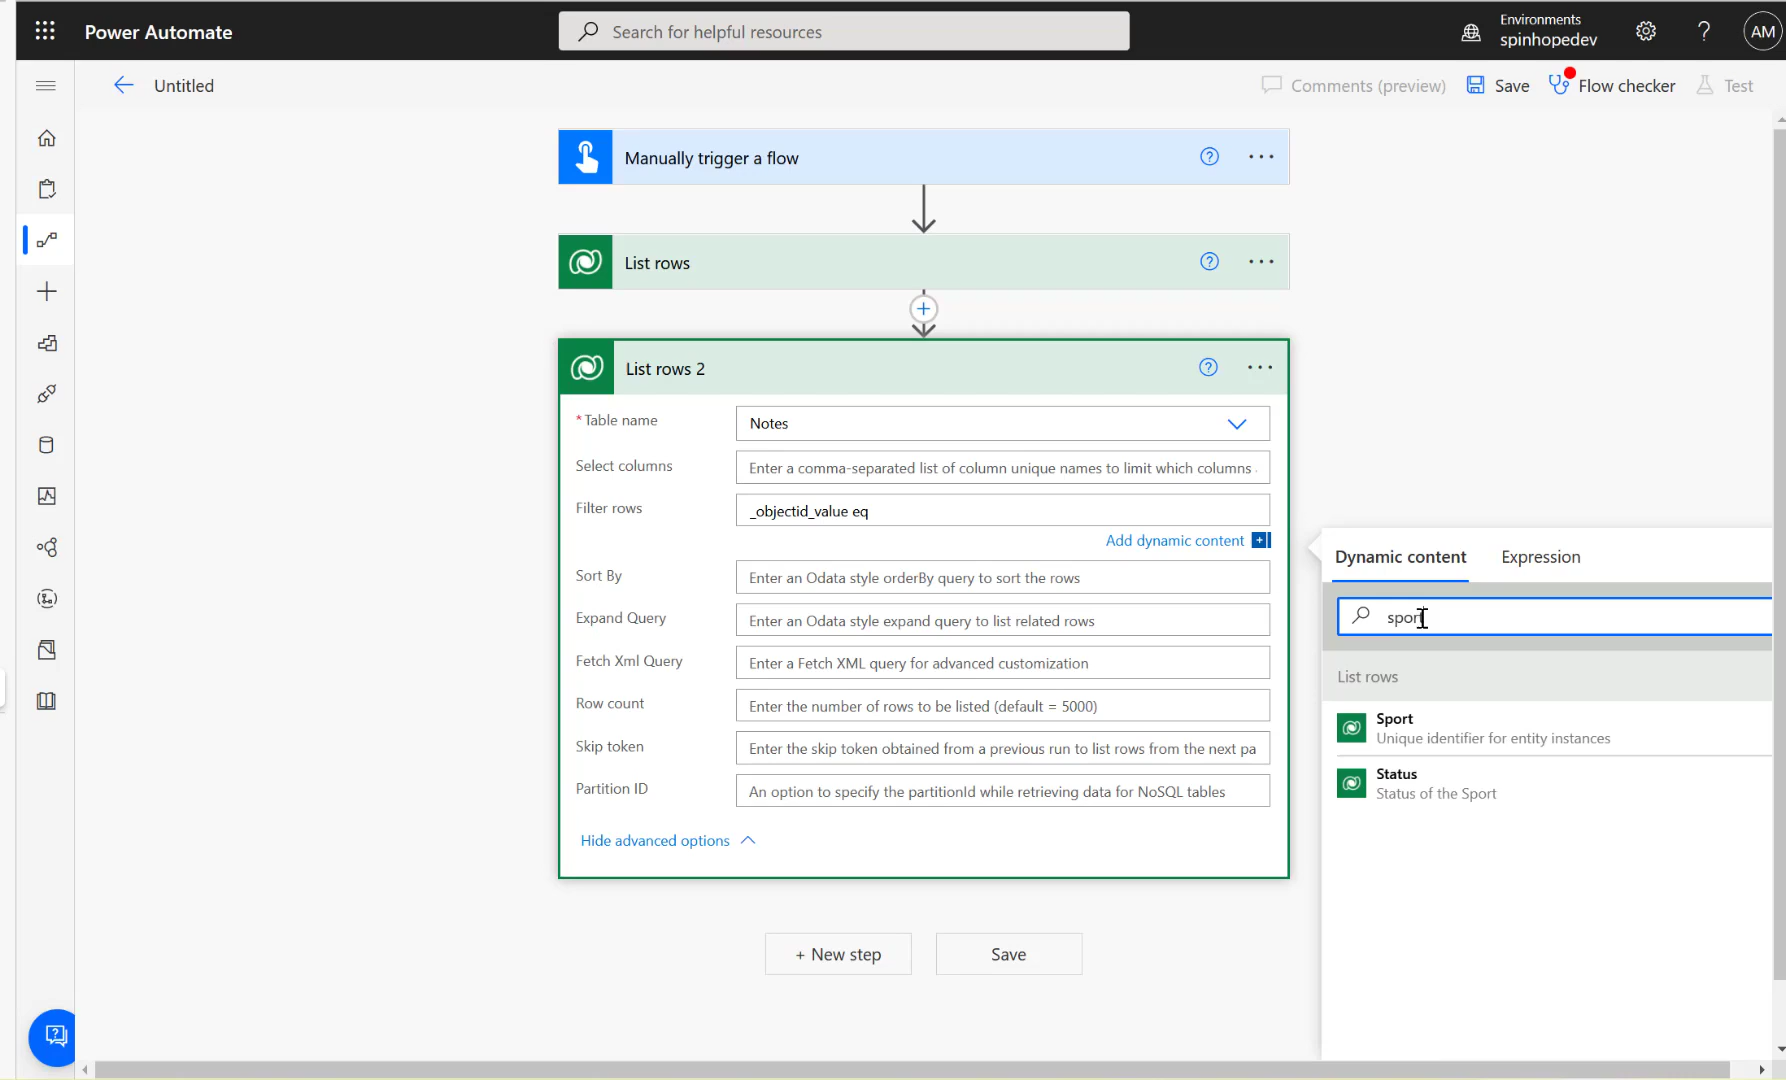 Power Automate
Search for helpful resources
Environments
spinhopedev
?
AM
Untitled
Comments (preview)
Save
Flow checker
Test
Manually trigger a flow
List rows
List rows 2
* Table name
Notes
Select columns
Enter a comma-separated list of column unique names to limit which columns
Filter rows
_objectid_value eq
Add dynamic content
Sort By
Enter an Odata style orderBy query to sort the rows
Expand Query
Enter an Odata style expand query to list related rows
Fetch Xml Query
Enter a Fetch XML query for advanced customization
Row count
Enter the number of rows to be listed (default = 5000)
Skip token
Enter the skip token obtained from a previous run to list rows from the next pa
Partition ID
An option to specify the partitionId while retrieving data for NoSQL tables
Hide advanced options
+ New step
Save
Dynamic content
Expression
sport
List rows
Sport
Unique identifier for entity instances
Status
Status of the Sport